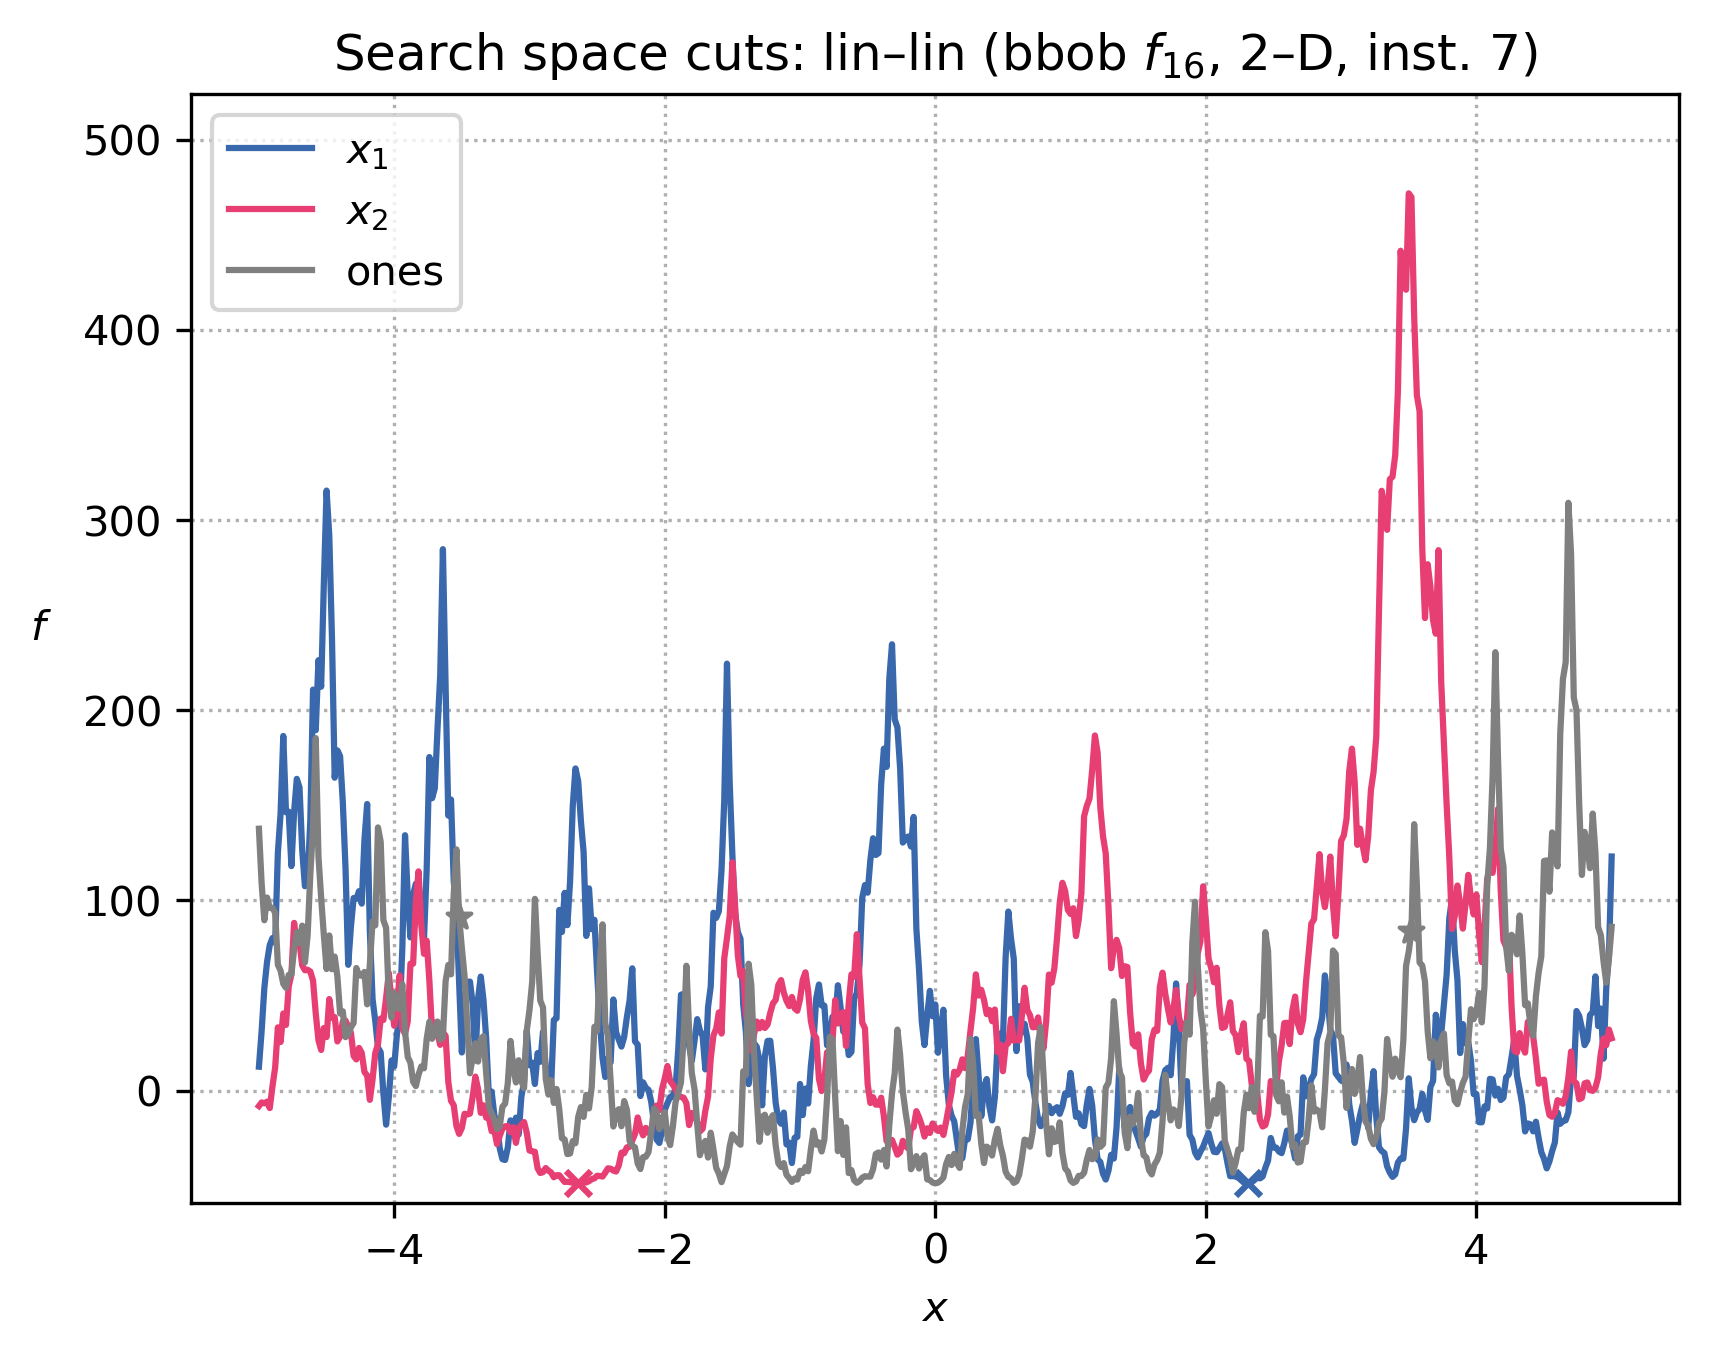 Search space cuts: lin–lin (bbob f₁₆, 2–D, inst. 7)
x₁
x₂
ones
500
400
300
200
100
0
f
−4
−2
0
2
4
x